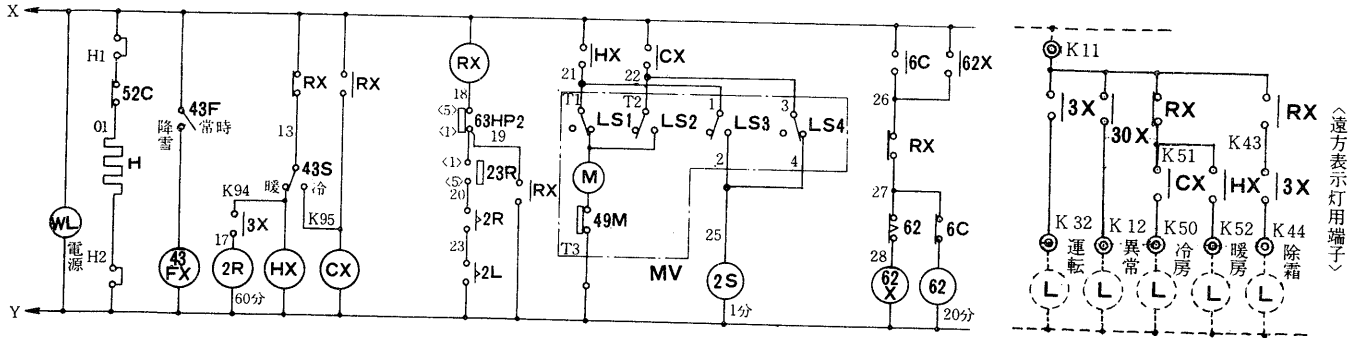 X
H1
52C
01
H
H2
WL
電源
Y
43F
降雪
常時
43
FX
RX
13
43S
暖
冷
K94
K95
3X
17
2R
60分
HX
CX
RX
RX
18
<5>
<1>
63HP2
19
<1>
<5>
23R
20
2R
23
2L
RX
HX
21
CX
22
T1
T2
1
3
LS1
LS2
LS3
LS4
M
2
4
49M
T3
MV
25
2S
1分
6C
62X
26
RX
27
62
6C
28
62
X
62
20分
K11
3X
30X
RX
RX
K51
K43
CX
HX
3X
K32
運転
K12
異常
K50
冷房
K52
暖房
K44
除霜
L
L
L
L
L
〈遠方表示灯用端子〉